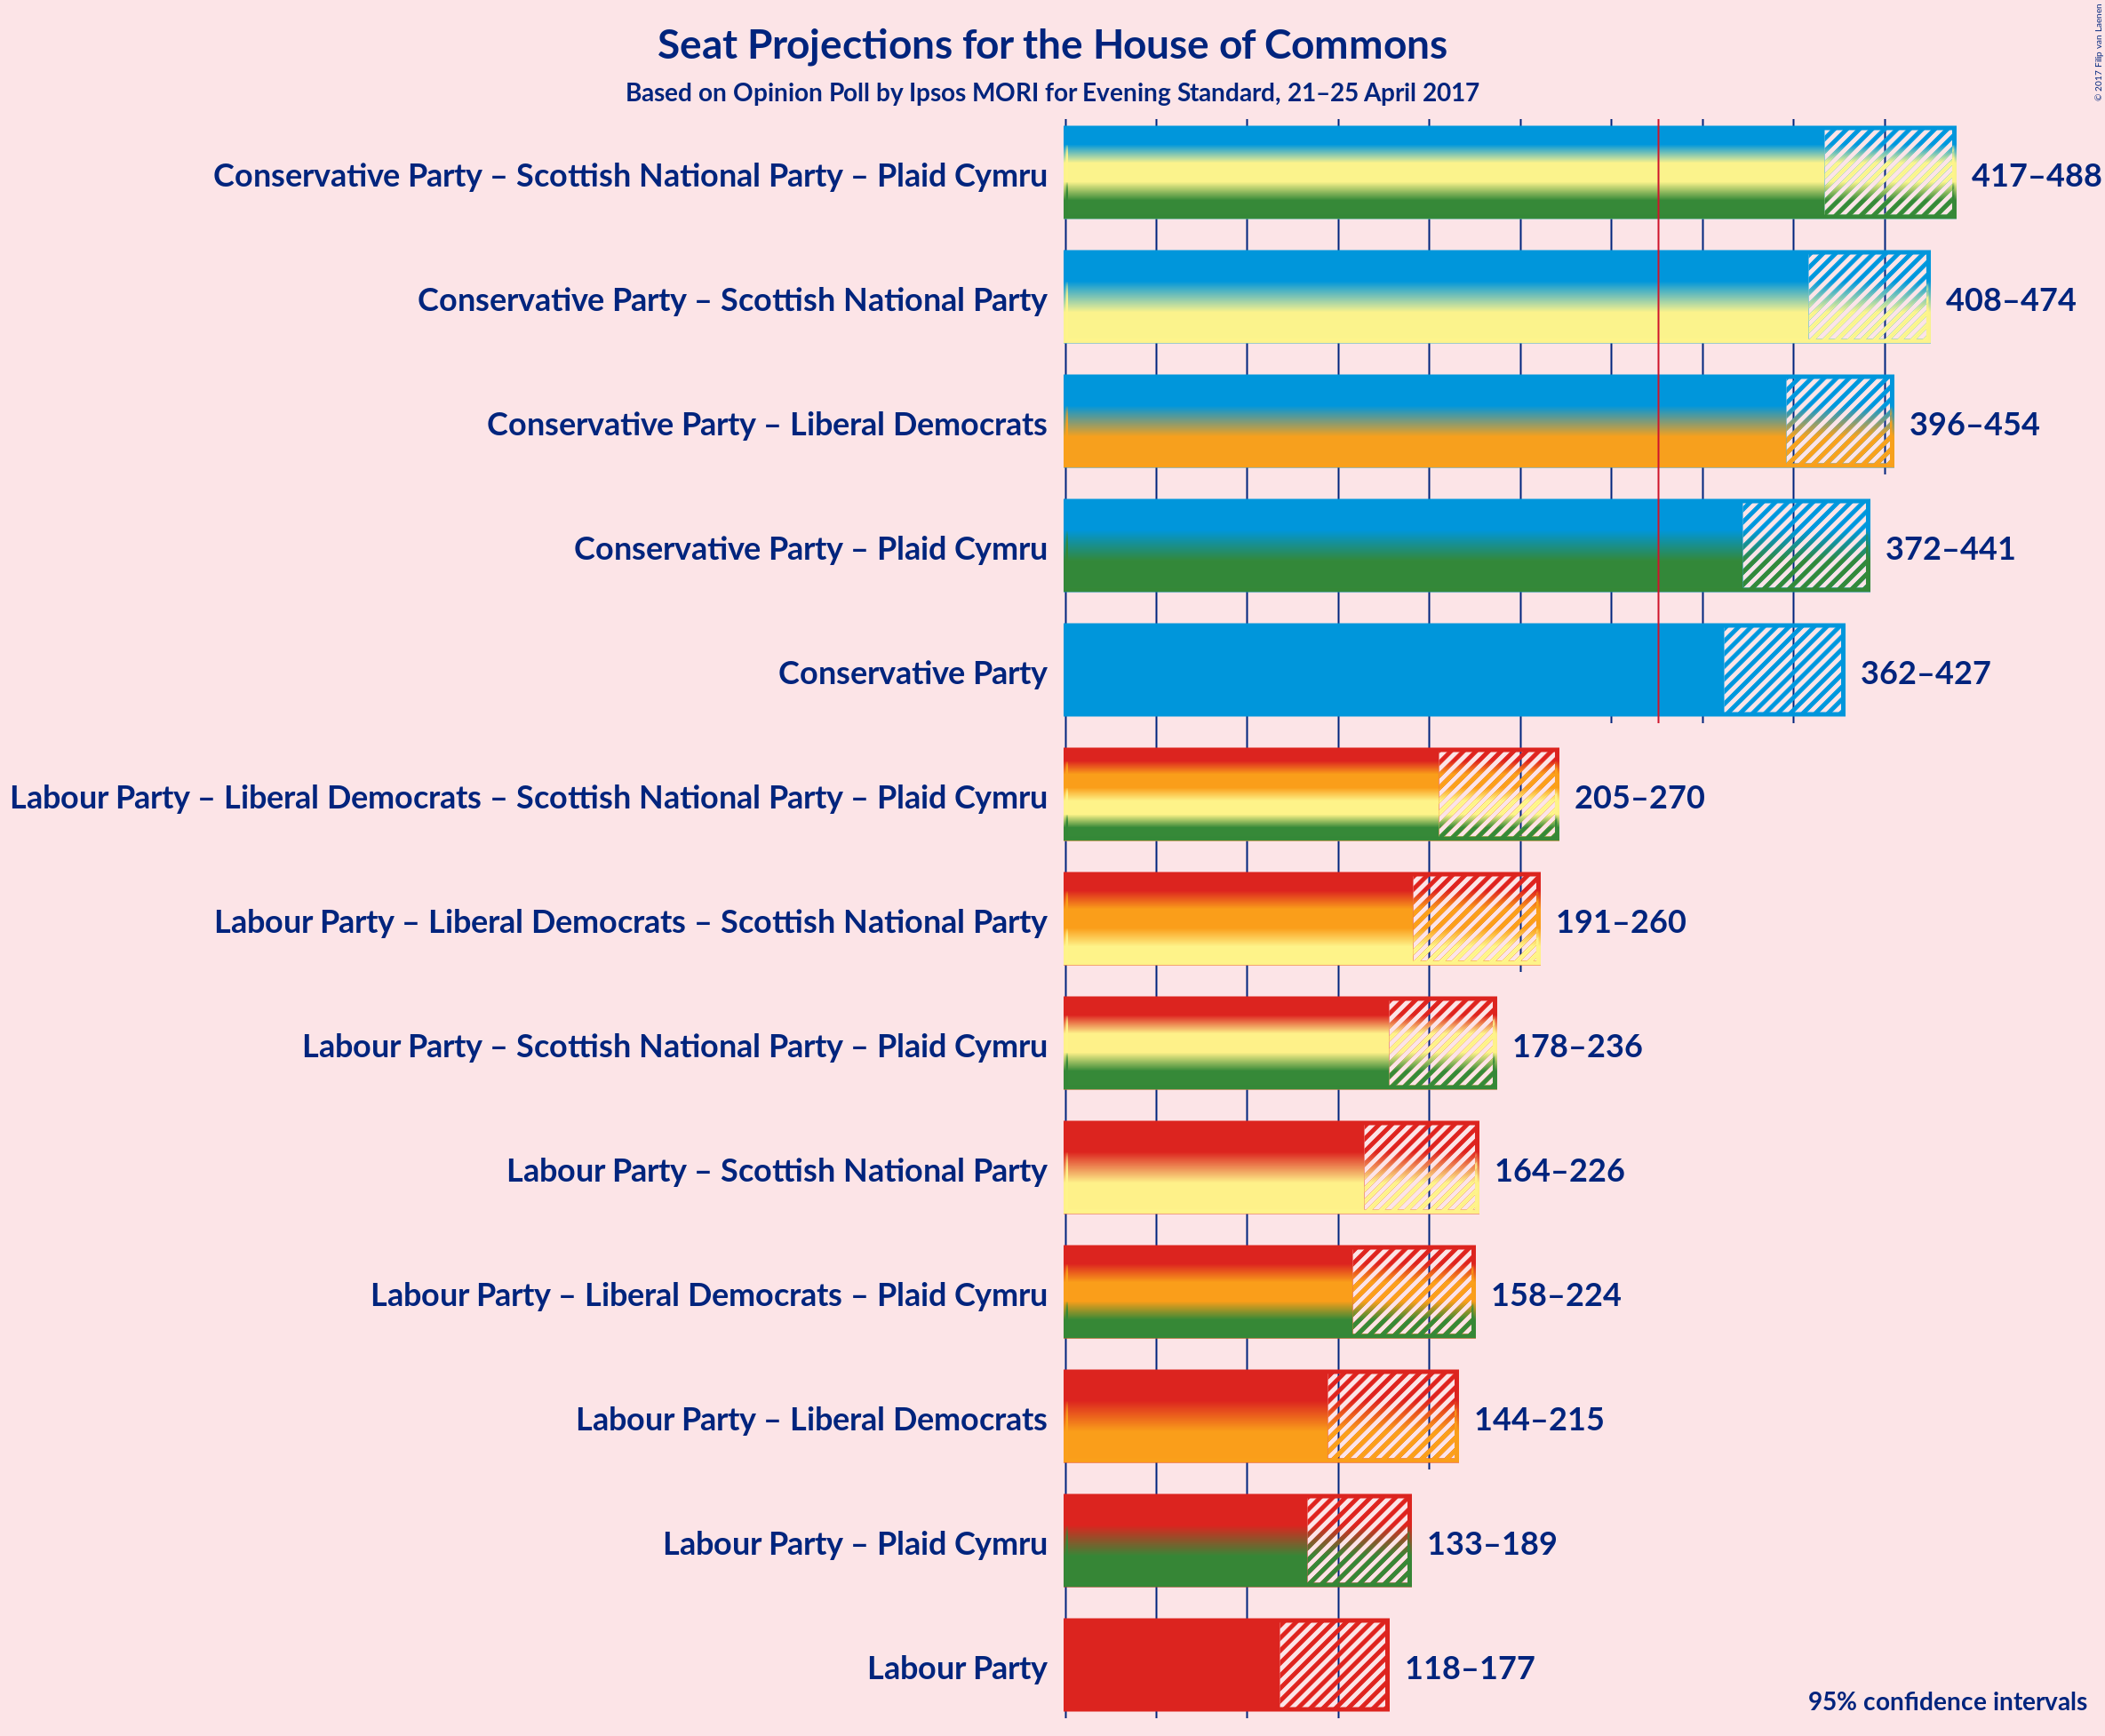 Seat Projections for the House of Commons
Based on Opinion Poll by Ipsos MORI for Evening Standard, 21–25 April 2017
© 2017 Filip van Laenen
Conservative Party – Scottish National Party – Plaid Cymru 417–488
Conservative Party – Scottish National Party 408–474
Conservative Party – Liberal Democrats 396–454
Conservative Party – Plaid Cymru 372–441
Conservative Party 362–427
Labour Party – Liberal Democrats – Scottish National Party – Plaid Cymru 205–270
Labour Party – Liberal Democrats – Scottish National Party 191–260
Labour Party – Scottish National Party – Plaid Cymru 178–236
Labour Party – Scottish National Party 164–226
Labour Party – Liberal Democrats – Plaid Cymru 158–224
Labour Party – Liberal Democrats 144–215
Labour Party – Plaid Cymru 133–189
Labour Party 118–177
95% confidence intervals